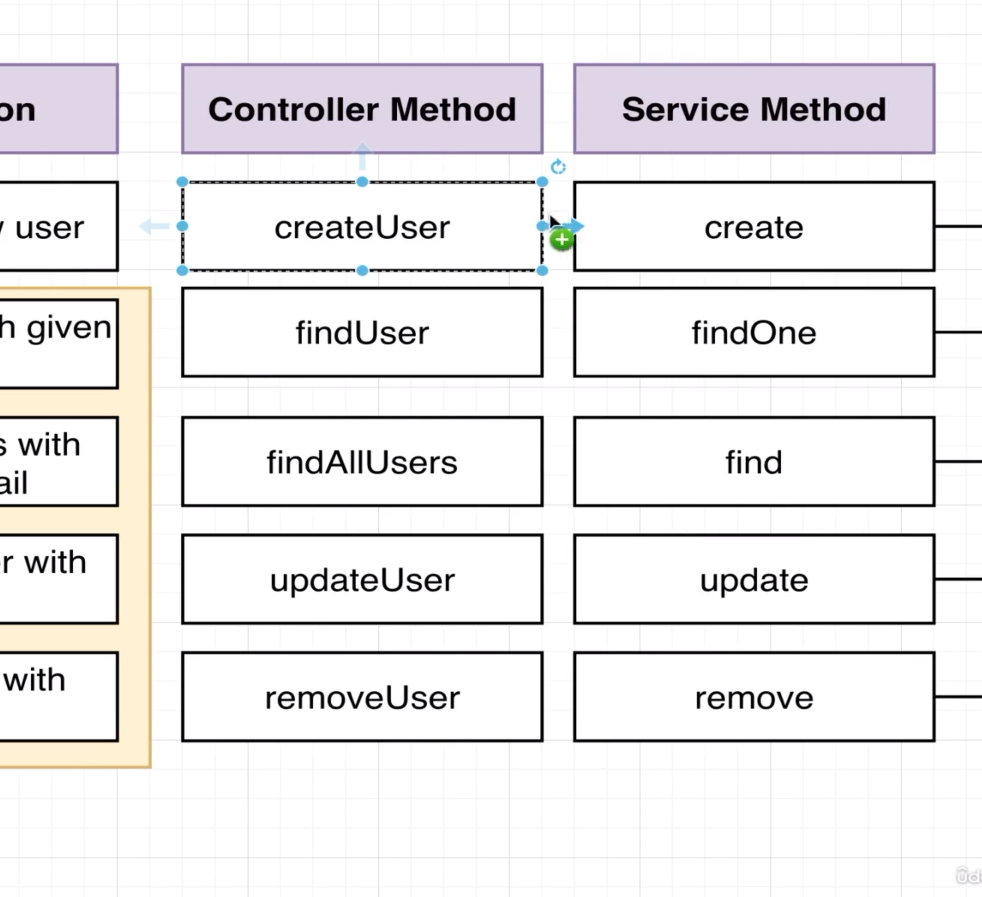 on
Controller Method
Service Method
user
createUser
create
h given
findUser
findOne
s with
ail
findAllUsers
find
r with
updateUser
update
with
removeUser
remove